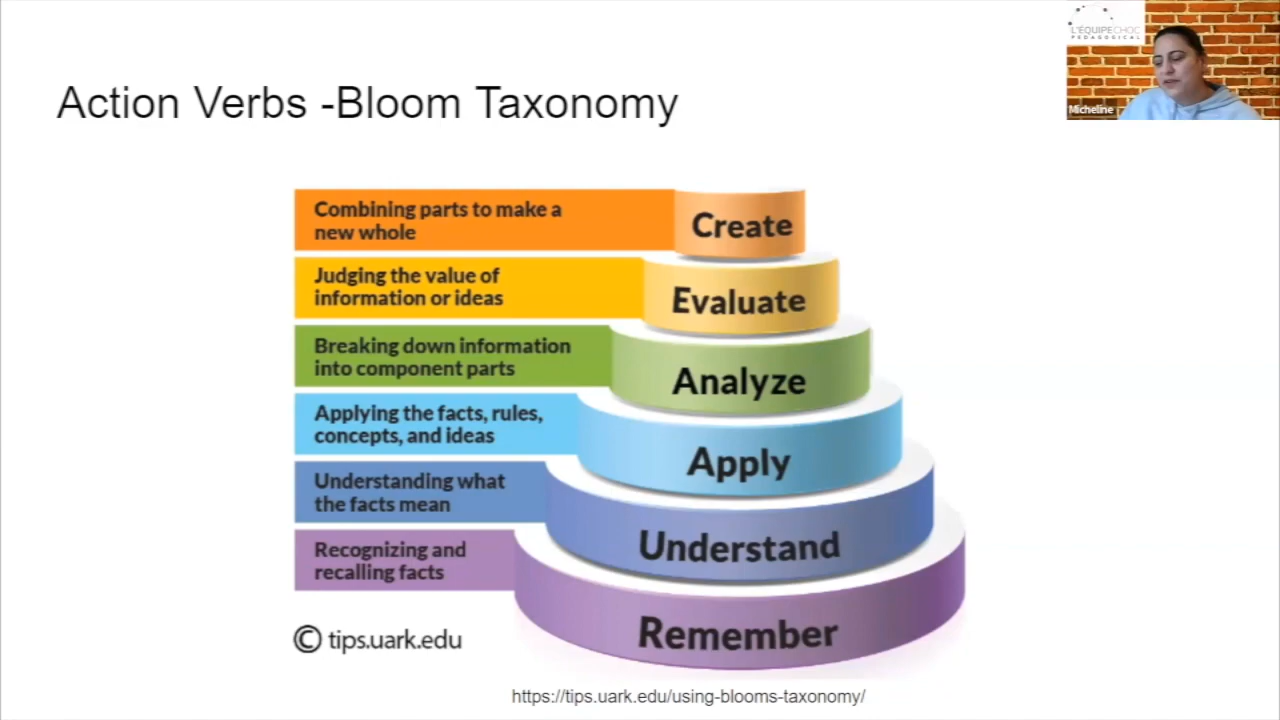 L'ÉQUIPECHOC
PEDAGOGICAL
Micheline
Action Verbs -Bloom Taxonomy
Combining parts to make a
new whole
Create
Judging the value of
information or ideas
Evaluate
Breaking down information
into component parts
Analyze
Applying the facts, rules,
concepts, and ideas
Apply
Understanding what
the facts mean
Understand
Recognizing and
recalling facts
Remember
© tips.uark.edu
https://tips.uark.edu/using-blooms-taxonomy/